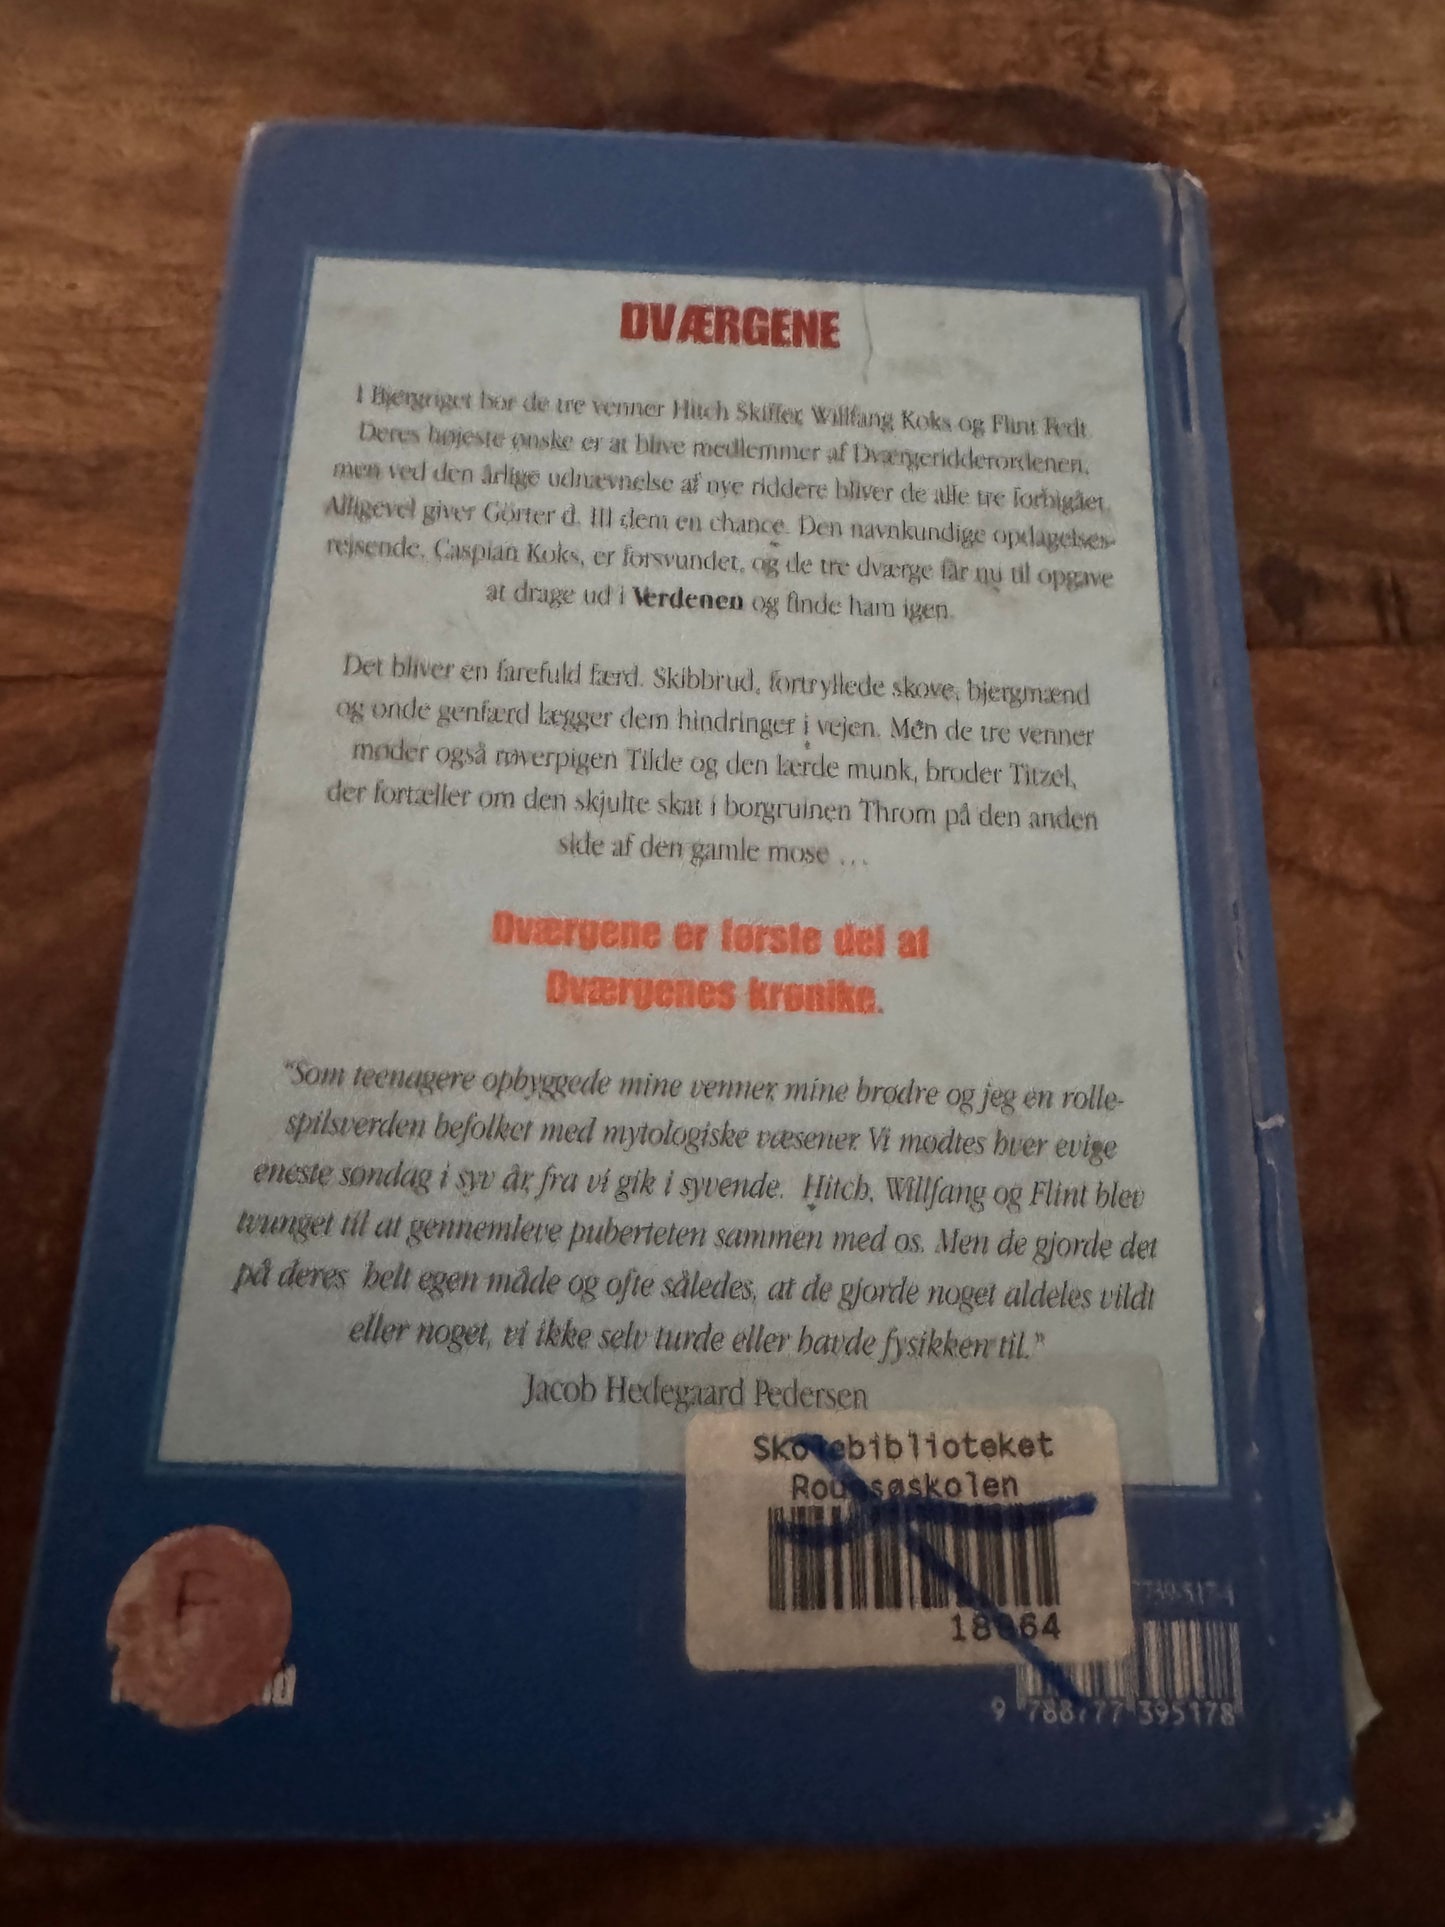 DVÆRGENE
I Bjergriget bor de tre venner Hitch Skiffer, Willfang Koks og Flint Fedt.
Deres højeste ønske er at blive medlemmer af Dværgeridderordenen,
men ved den årlige udnævnelse af nye riddere bliver de alle tre forbigået.
Alligevel giver Görter d. III dem en chance. Den navnkundige opdagelses-
rejsende, Caspian Koks, er forsvundet, og de tre dværge får nu til opgave
at drage ud i Verdenen og finde ham igen.
Det bliver en farefuld færd. Skibbrud, fortryllede skove, bjergmænd
og onde genfærd lægger dem hindringer i vejen. Men de tre venner
møder også røverpigen Tilde og den lærde munk, broder Titzel,
der fortæller om den skjulte skat i borgruinen Throm på den anden
side af den gamle mose ...
Dværgene er første del af
Dværgenes krønike.
"Som teenagere opbyggede mine venner, mine brødre og jeg en rolle-
spilsverden befolket med mytologiske væsener. Vi mødtes hver evige
eneste søndag i syv år, fra vi gik i syvende. Hitch, Willfang og Flint blev
tvunget til at gennemleve puberteten sammen med os. Men de gjorde det
på deres helt egen måde og ofte således, at de gjorde noget aldeles vildt
eller noget, vi ikke selv turde eller havde fysikken til."
Jacob Hedegaard Pedersen
Skolebiblioteket
Rougsøskolen
18064
7739-517-4
9 788777 395178
F